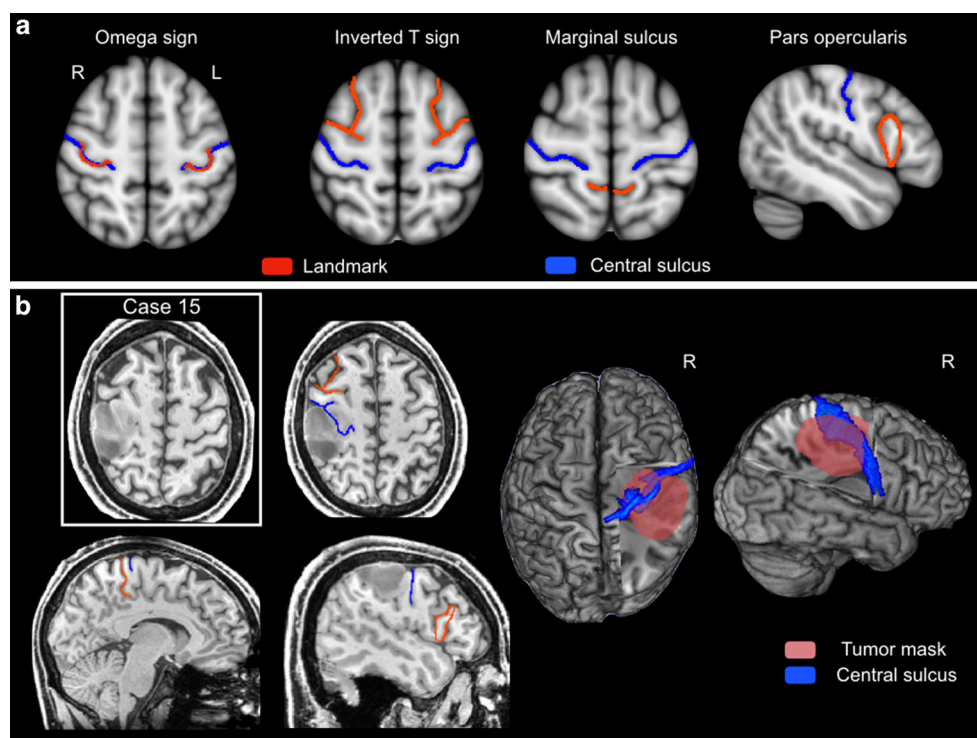 a
Omega sign
Inverted T sign
Marginal sulcus
Pars opercularis
R
L
Landmark
Central sulcus
b
Case 15
R
R
Tumor mask
Central sulcus